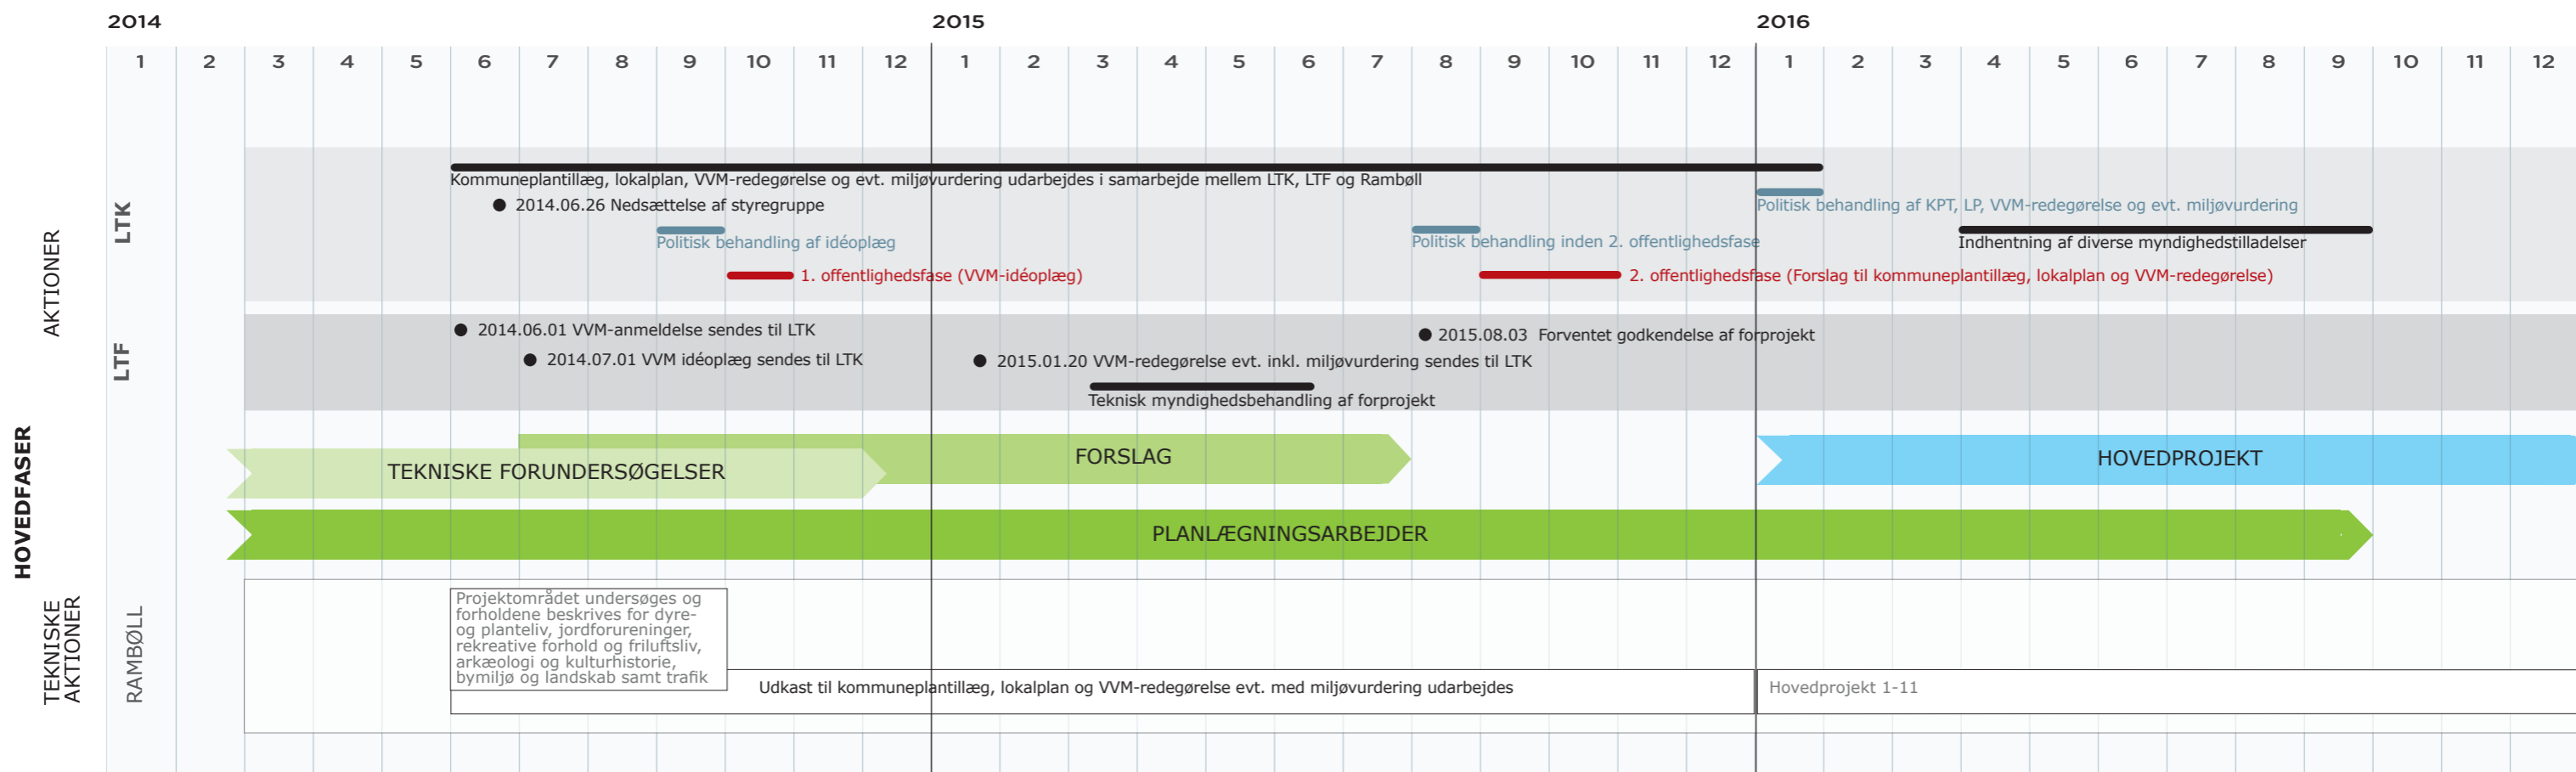 2014 2015 2016
1 2 3 4 5 6 7 8 9 10 11 12 1 2 3 4 5 6 7 8 9 10 11 12 1 2 3 4 5 6 7 8 9 10 11 12
HOVEDFASER
AKTIONER
LTK
Kommuneplantillæg, lokalplan, VVM-redegørelse og evt. miljøvurdering udarbejdes i samarbejde mellem LTK, LTF og Rambøll
2014.06.26 Nedsættelse af styregruppe
Politisk behandling af KPT, LP, VVM-redegørelse og evt. miljøvurdering
Politisk behandling af idéoplæg
Politisk behandling inden 2. offentlighedsfase
Indhentning af diverse myndighedstilladelser
1. offentlighedsfase (VVM-idéoplæg)
2. offentlighedsfase (Forslag til kommuneplantillæg, lokalplan og VVM-redegørelse)
LTF
2014.06.01 VVM-anmeldelse sendes til LTK
2015.08.03 Forventet godkendelse af forprojekt
2014.07.01 VVM idéoplæg sendes til LTK
2015.01.20 VVM-redegørelse evt. inkl. miljøvurdering sendes til LTK
Teknisk myndighedsbehandling af forprojekt
TEKNISKE FORUNDERSØGELSER
FORSLAG
HOVEDPROJEKT
PLANLÆGNINGSARBEJDER
TEKNISKE
AKTIONER
RAMBØLL
Projektområdet undersøges og
forholdene beskrives for dyre-
og planteliv, jordforureninger,
rekreative forhold og friluftsliv,
arkæologi og kulturhistorie,
bymiljø og landskab samt trafik
Udkast til kommuneplantillæg, lokalplan og VVM-redegørelse evt. med miljøvurdering udarbejdes
Hovedprojekt 1-11